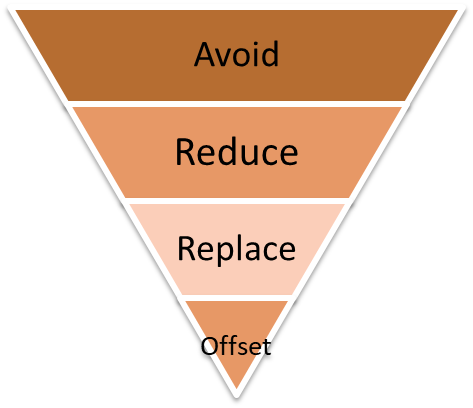 Avoid
Reduce
Replace
Offset